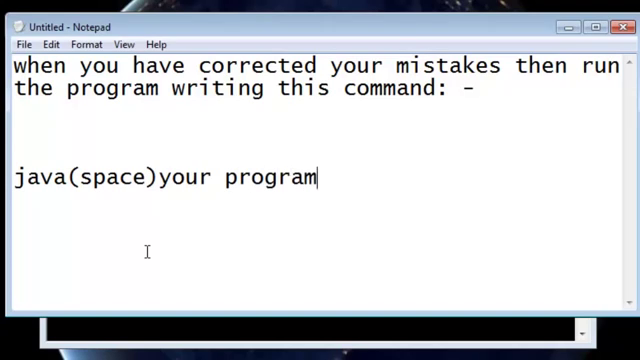 Untitled - Notepad
File Edit Format View Help
when you have corrected your mistakes then run
the program writing this command: -
java(space)your program